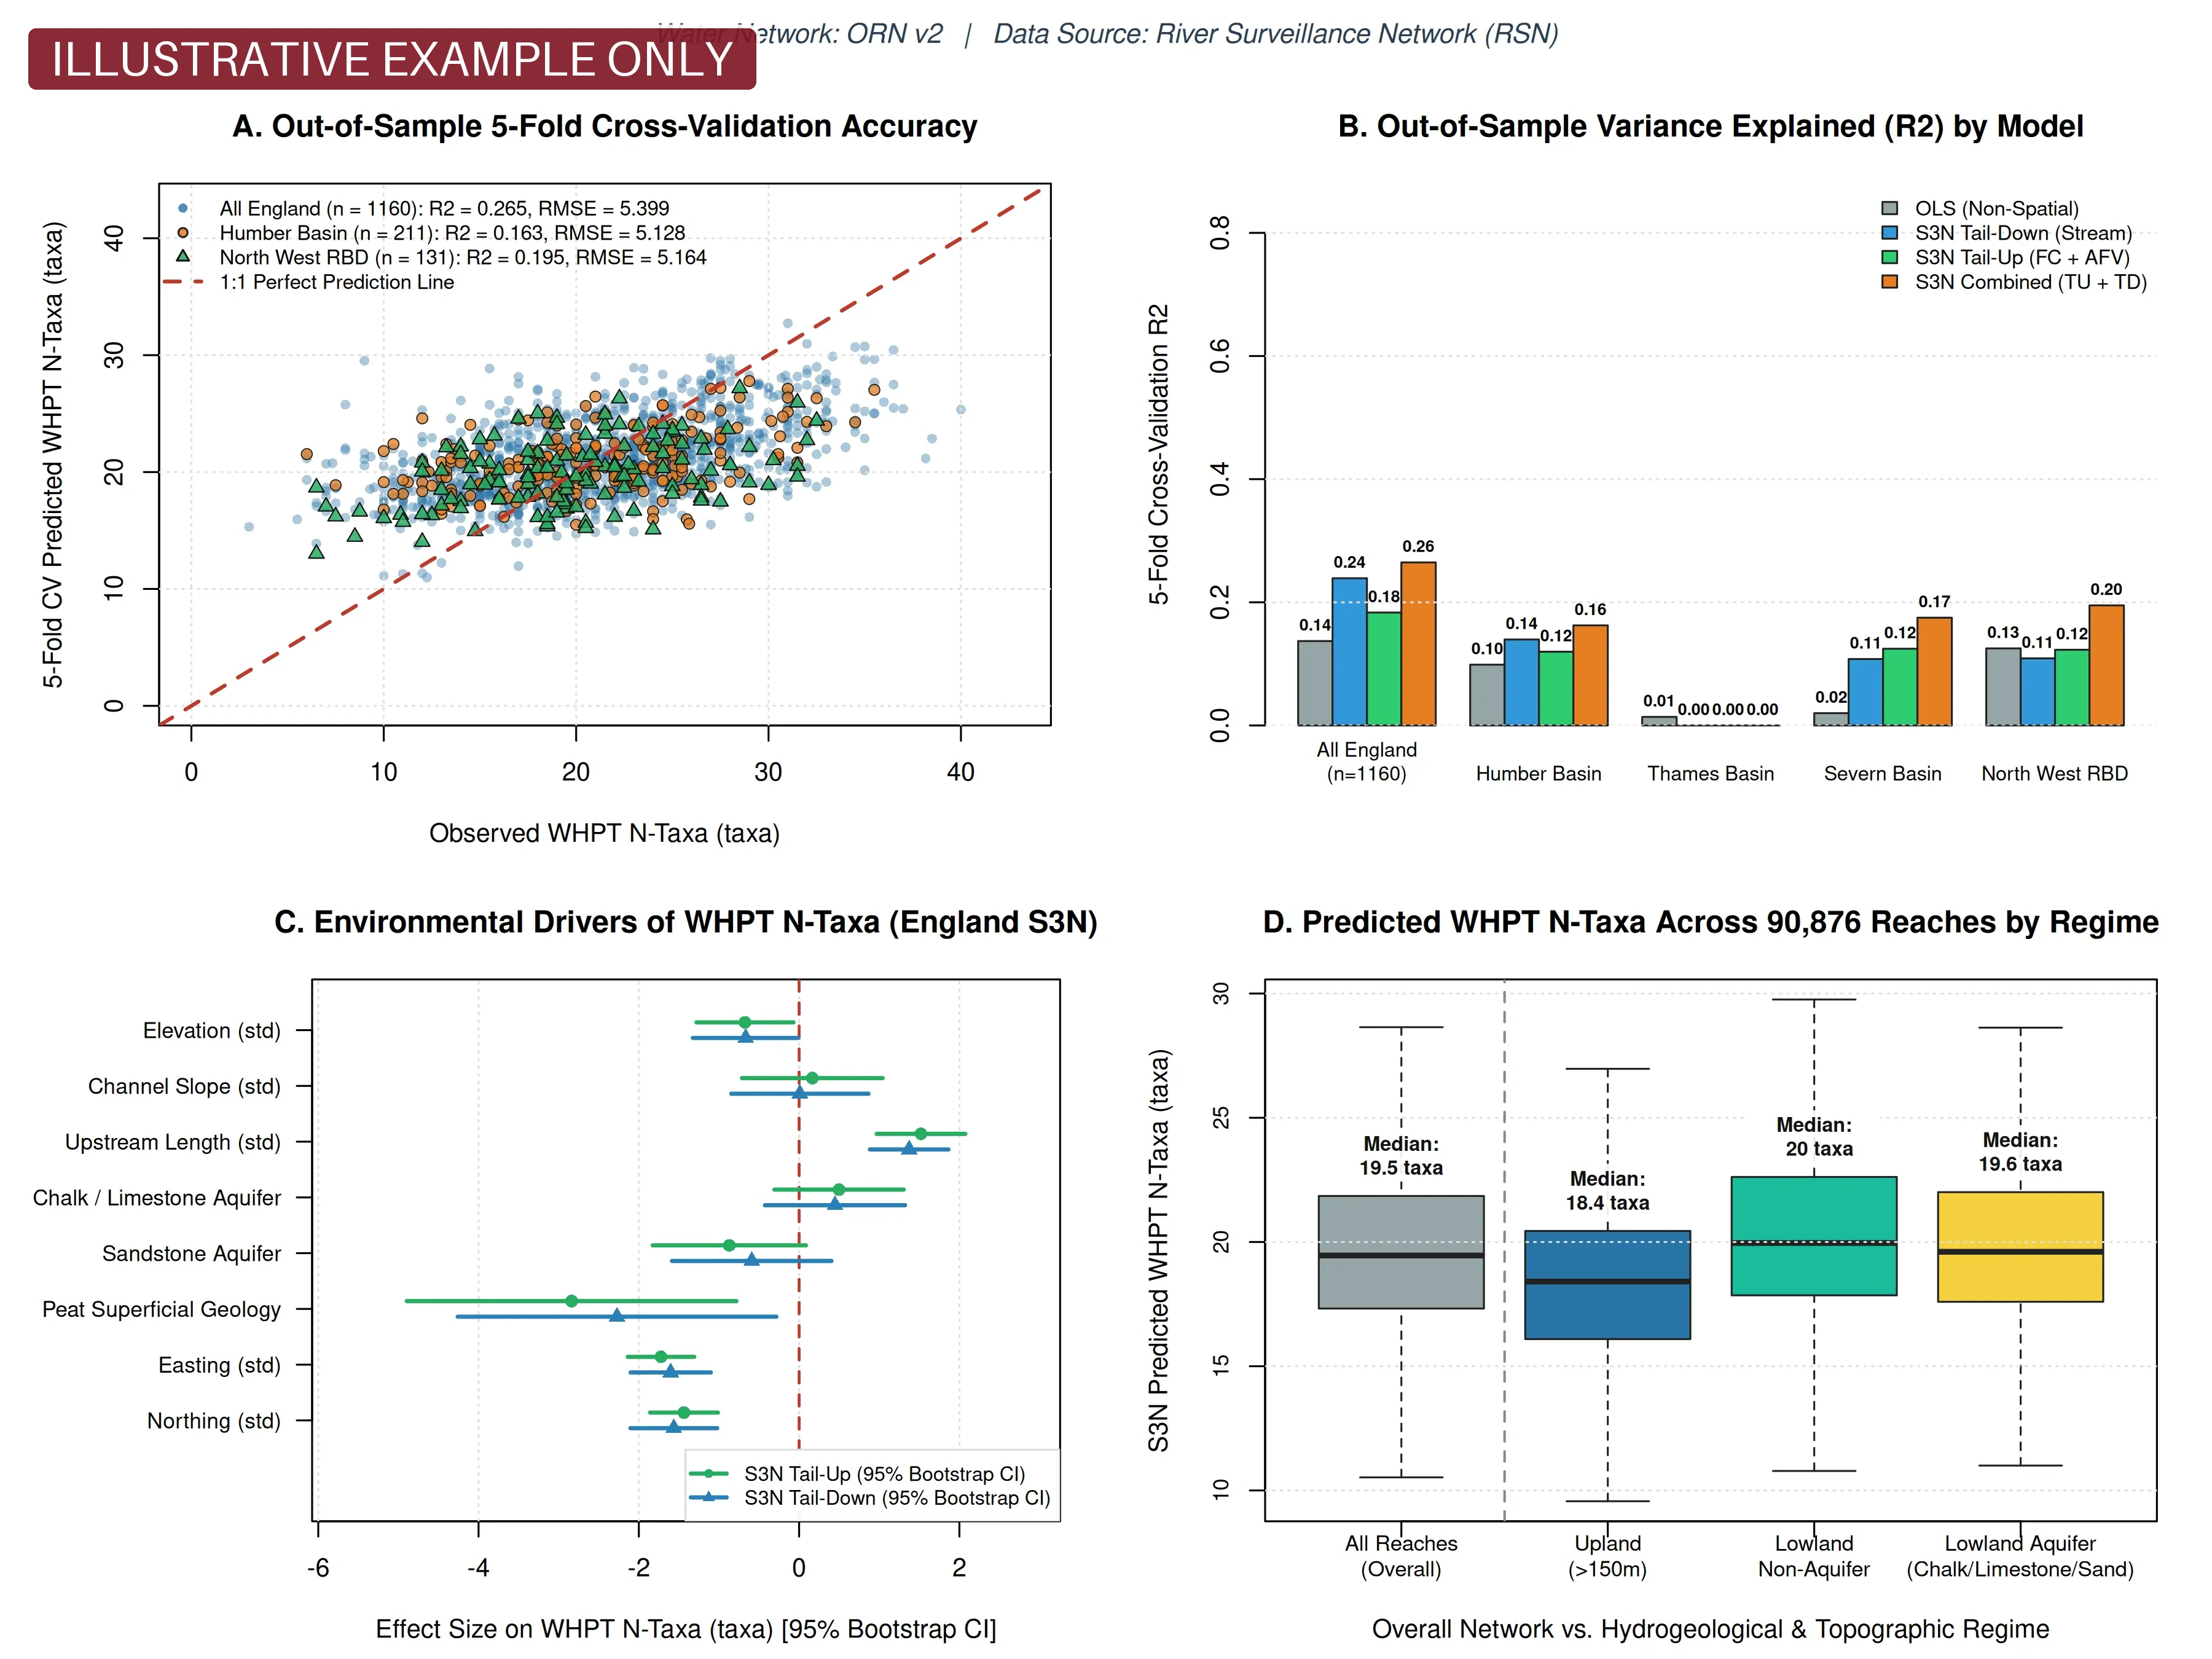 Water Network: ORN v2 | Data Source: River Surveillance Network (RSN)
ILLUSTRATIVE EXAMPLE ONLY
A. Out-of-Sample 5-Fold Cross-Validation Accuracy
5-Fold CV Predicted WHPT N-Taxa (taxa)
40
30
20
10
0
All England (n = 1160): R2 = 0.265, RMSE = 5.399
Humber Basin (n = 211): R2 = 0.163, RMSE = 5.128
North West RBD (n = 131): R2 = 0.195, RMSE = 5.164
1:1 Perfect Prediction Line
0 10 20 30 40
Observed WHPT N-Taxa (taxa)
B. Out-of-Sample Variance Explained (R2) by Model
5-Fold Cross-Validation R2
0.8
0.6
0.4
0.2
0.0
OLS (Non-Spatial)
S3N Tail-Down (Stream)
S3N Tail-Up (FC + AFV)
S3N Combined (TU + TD)
0.14 0.24 0.18 0.26
0.10 0.14 0.12 0.16
0.01 0.00 0.00 0.00
0.02 0.11 0.12 0.17
0.13 0.11 0.12 0.20
All England
(n=1160)
Humber Basin
Thames Basin
Severn Basin
North West RBD
C. Environmental Drivers of WHPT N-Taxa (England S3N)
Elevation (std)
Channel Slope (std)
Upstream Length (std)
Chalk / Limestone Aquifer
Sandstone Aquifer
Peat Superficial Geology
Easting (std)
Northing (std)
S3N Tail-Up (95% Bootstrap CI)
S3N Tail-Down (95% Bootstrap CI)
-6 -4 -2 0 2
Effect Size on WHPT N-Taxa (taxa) [95% Bootstrap CI]
D. Predicted WHPT N-Taxa Across 90,876 Reaches by Regime
S3N Predicted WHPT N-Taxa (taxa)
30
25
20
15
10
Median:
19.5 taxa
Median:
18.4 taxa
Median:
20 taxa
Median:
19.6 taxa
All Reaches
(Overall)
Upland
(>150m)
Lowland
Non-Aquifer
Lowland Aquifer
(Chalk/Limestone/Sand)
Overall Network vs. Hydrogeological & Topographic Regime